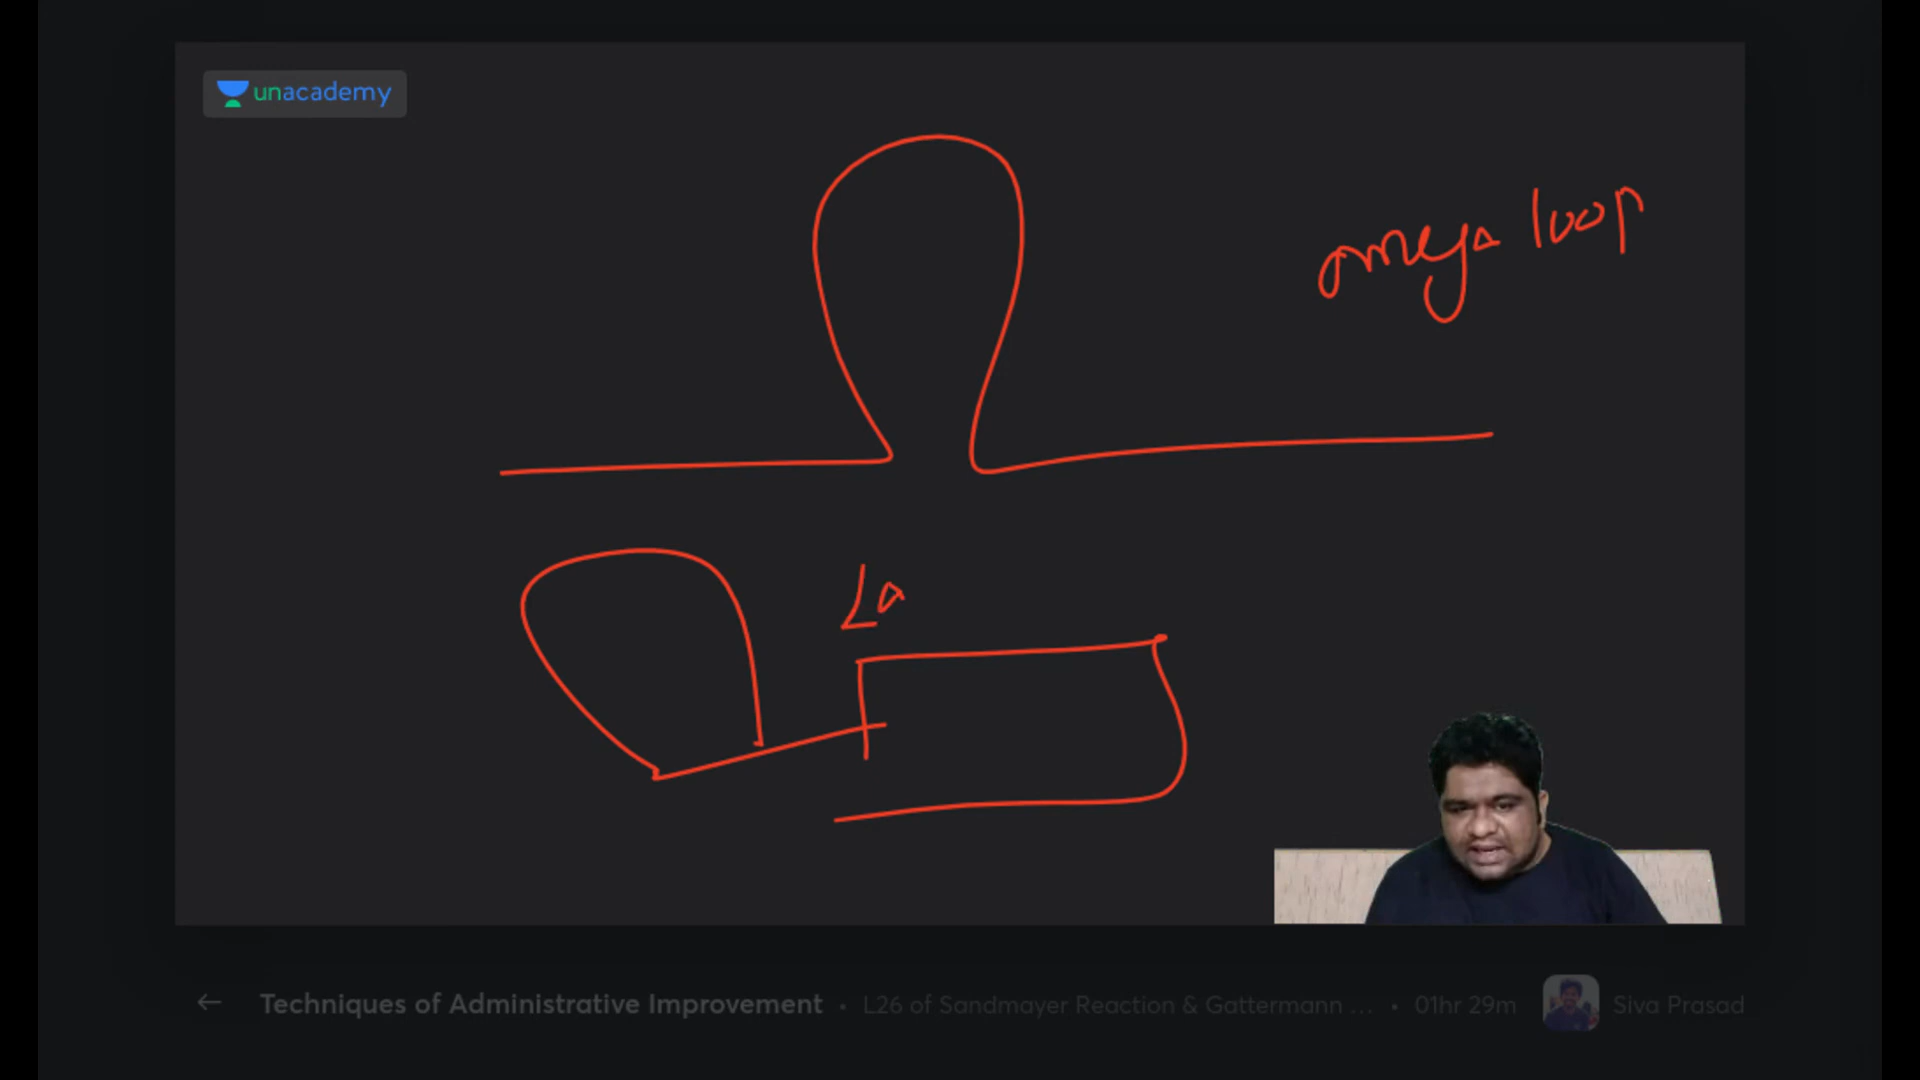 unacademy
omega loop
La
← Techniques of Administrative Improvement • L26 of Sandmayer Reaction & Gattermann ... • 01hr 29m Siva Prasad